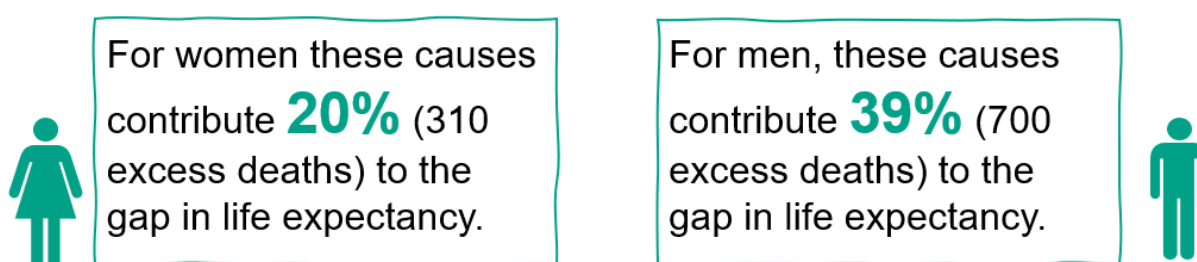 For women these causes
contribute 20% (310
excess deaths) to the
gap in life expectancy.
For men, these causes
contribute 39% (700
excess deaths) to the
gap in life expectancy.